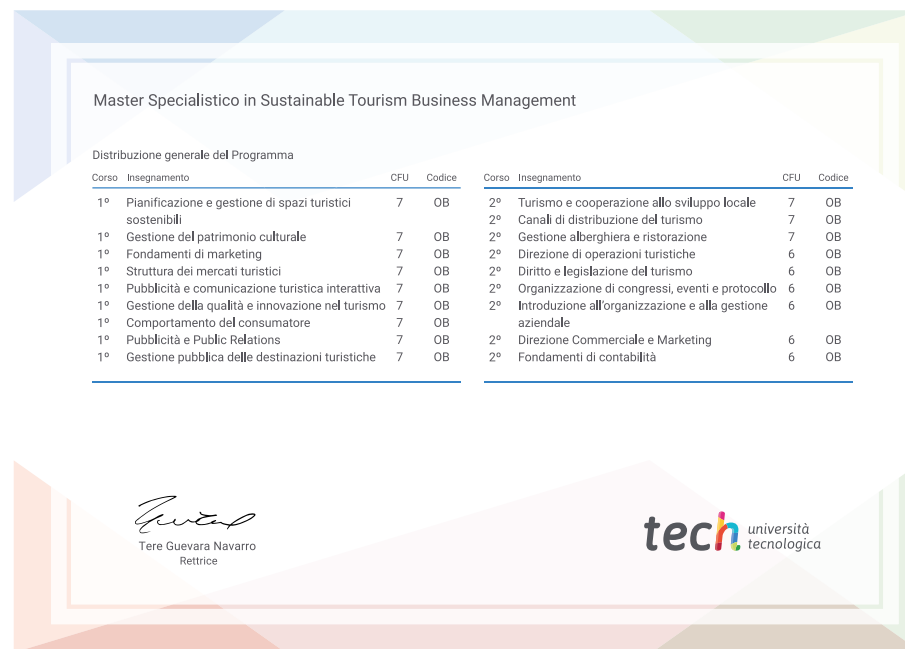 Master Specialistico in Sustainable Tourism Business Management
Distribuzione generale del Programma
Corso Insegnamento CFU Codice
1º Pianificazione e gestione di spazi turistici 7 OB
sostenibili
1º Gestione del patrimonio culturale 7 OB
1º Fondamenti di marketing 7 OB
1º Struttura dei mercati turistici 7 OB
1º Pubblicità e comunicazione turistica interattiva 7 OB
1º Gestione della qualità e innovazione nel turismo 7 OB
1º Comportamento del consumatore 7 OB
1º Pubblicità e Public Relations 7 OB
1º Gestione pubblica delle destinazioni turistiche 7 OB
Corso Insegnamento CFU Codice
2º Turismo e cooperazione allo sviluppo locale 7 OB
2º Canali di distribuzione del turismo 7 OB
2º Gestione alberghiera e ristorazione 7 OB
2º Direzione di operazioni turistiche 6 OB
2º Diritto e legislazione del turismo 6 OB
2º Organizzazione di congressi, eventi e protocollo 6 OB
2º Introduzione all'organizzazione e alla gestione 6 OB
aziendale
2º Direzione Commerciale e Marketing 6 OB
2º Fondamenti di contabilità 6 OB
Tere Guevara Navarro
Rettrice
tech università
tecnologica